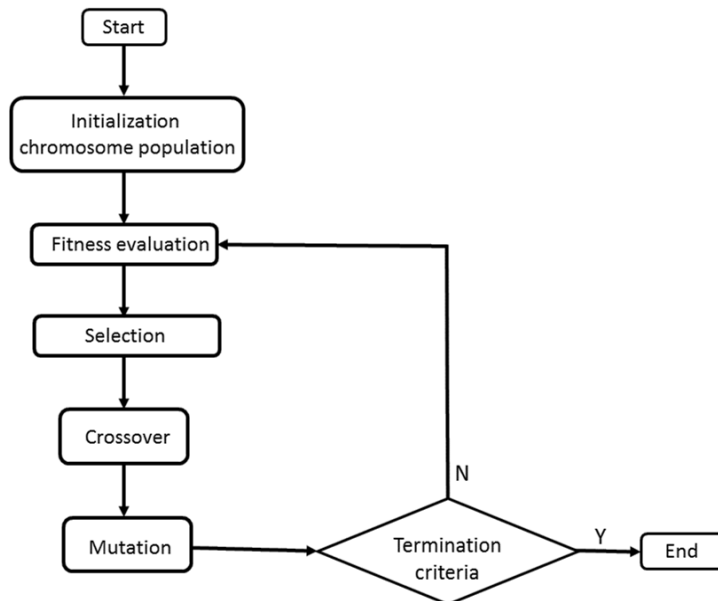 Start
Initialization
chromosome population
Fitness evaluation
Selection
Crossover
N
Mutation
Termination
criteria
Y
End